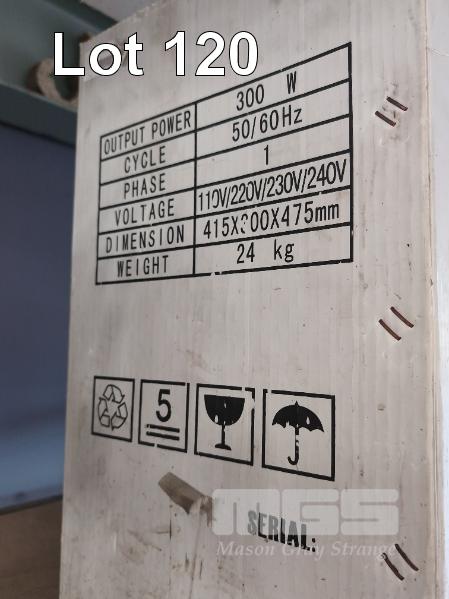 Lot 120
OUTPUT POWER 300 W
CYCLE 50/60Hz
PHASE 1
VOLTAGE 110V/220V/230V/240V
DIMENSION 415X300X475mm
WEIGHT 24 kg
5
MGS
SERIAL:
Mason Gray Strange